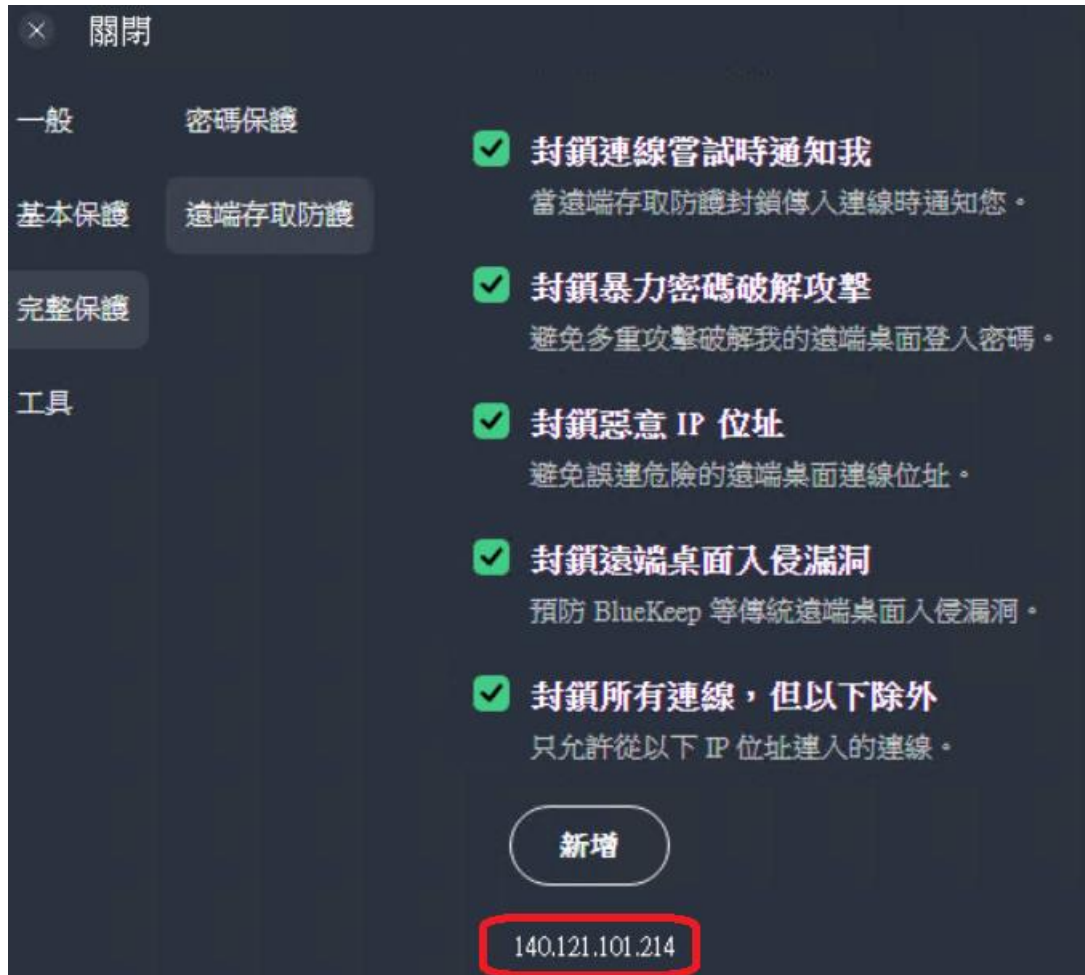 關閉
一般
基本保護
完整保護
工具
密碼保護
遠端存取防護
封鎖連線嘗試時通知我
當遠端存取防護封鎖傳入連線時通知您。
封鎖暴力密碼破解攻擊
避免多重攻擊破解我的遠端桌面登入密碼。
封鎖惡意 IP 位址
避免誤連危險的遠端桌面連線位址。
封鎖遠端桌面入侵漏洞
預防 BlueKeep 等傳統遠端桌面入侵漏洞。
封鎖所有連線，但以下除外
只允許從以下 IP 位址連入的連線。
新增
140.121.101.214